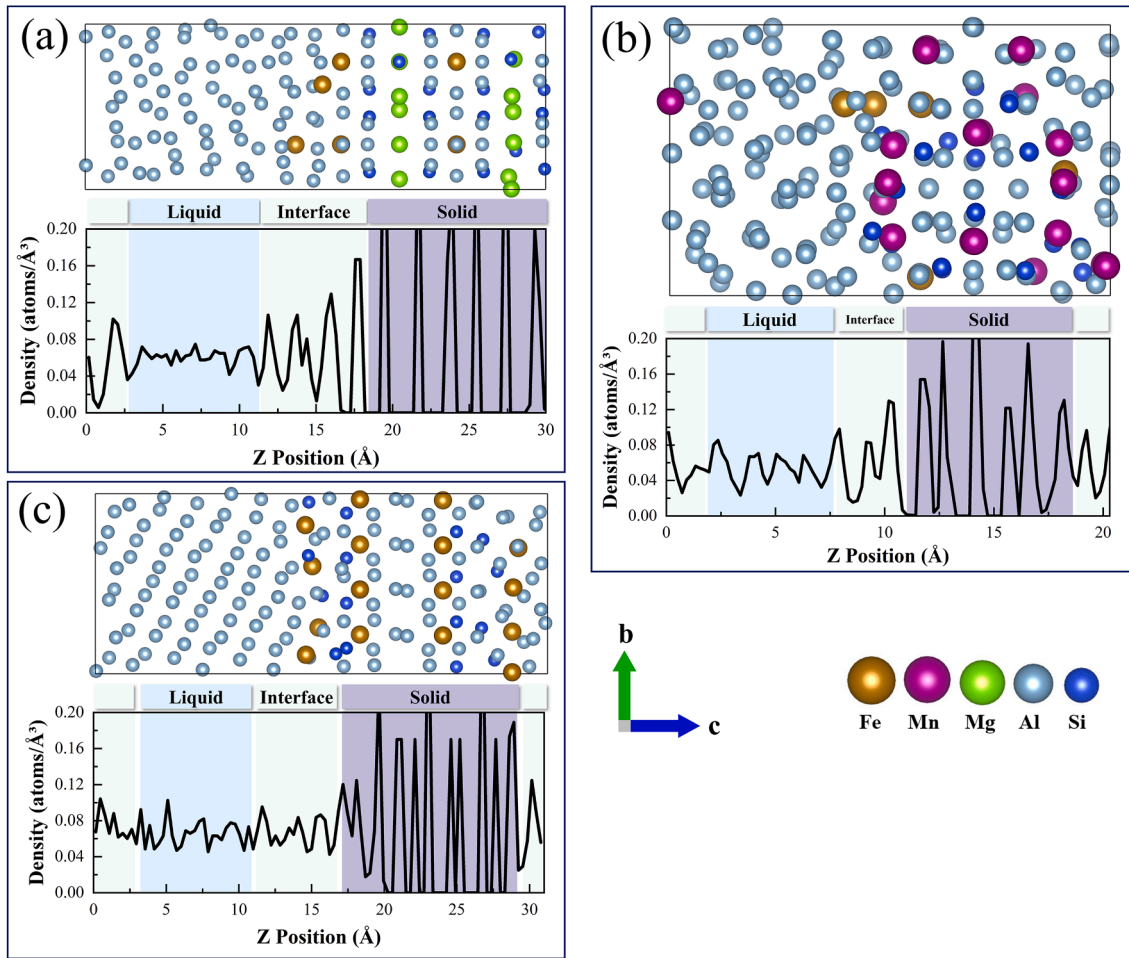 (a)
Liquid Interface Solid
0.20
0.16
0.12
0.08
0.04
0.00
Density (atoms/Å³)
0 5 10 15 20 25 30
Z Position (Å)
(b)
Liquid Interface Solid
0.20
0.16
0.12
0.08
0.04
0.00
Density (atoms/Å³)
0 5 10 15 20
Z Position (Å)
(c)
Liquid Interface Solid
0.20
0.16
0.12
0.08
0.04
0.00
Density (atoms/Å³)
0 5 10 15 20 25 30
Z Position (Å)
b
c
Fe Mn Mg Al Si